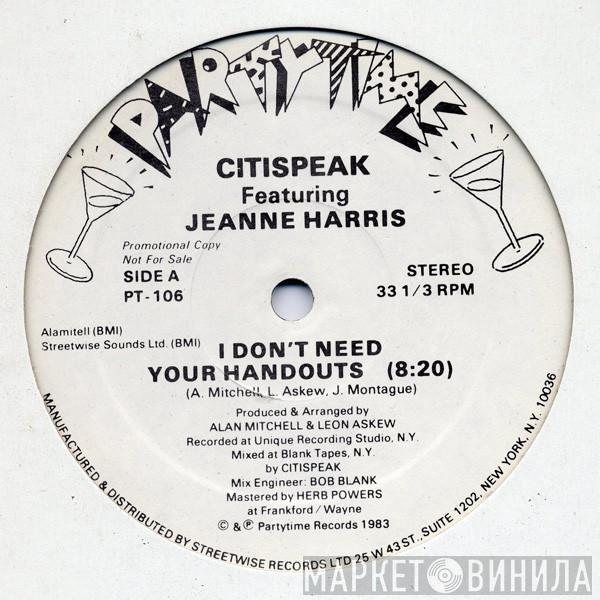 PARTYTIME
CITISPEAK
Featuring
JEANNE HARRIS
Promotional Copy
Not For Sale
SIDE A
PT-106
STEREO
33 1/3 RPM
Alamitell (BMI)
Streetwise Sounds Ltd. (BMI)
I DON'T NEED
YOUR HANDOUTS (8:20)
(A. Mitchell, L. Askew, J. Montague)
Produced & Arranged by
ALAN MITCHELL & LEON ASKEW
Recorded at Unique Recording Studio, N.Y.
Mixed at Blank Tapes, N.Y.
by CITISPEAK
Mix Engineer: BOB BLANK
Mastered by HERB POWERS
at Frankford/Wayne
© & ℗ Partytime Records 1983
MANUFACTURED & DISTRIBUTED BY STREETWISE RECORDS LTD 25 W 43 ST., SUITE 1202, NEW YORK, N.Y. 10036
МАРКЕТ ВИНИЛА